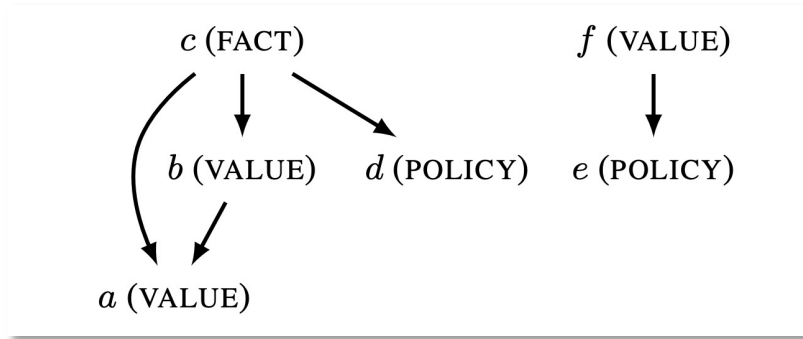 c (FACT) f (VALUE)
b (VALUE) d (POLICY) e (POLICY)
a (VALUE)